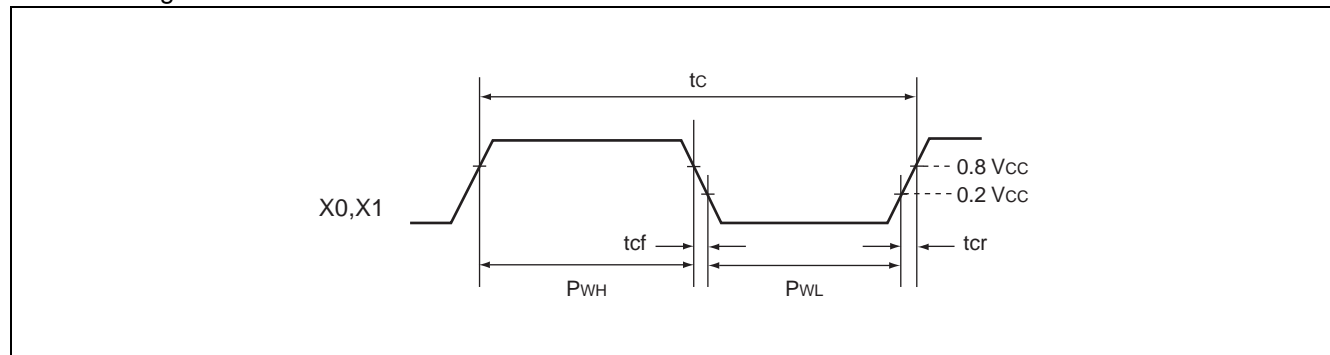 tC
0.8 VCC
0.2 VCC
X0,X1
tcf
tcr
PWH
PWL